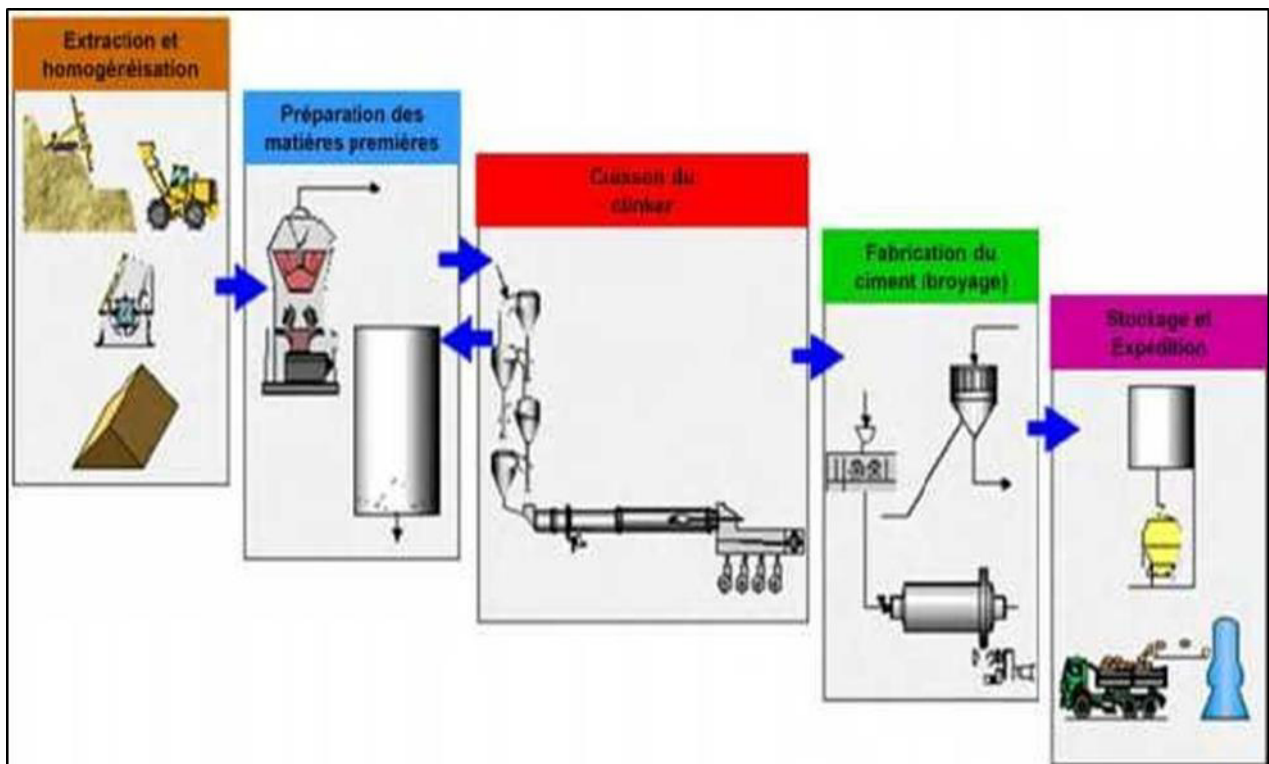 Extraction et
homogéréisation
Préparation des
matières premières
Cuisson du
clinker
Fabrication du
ciment (broyage)
Stockage et
Expédition